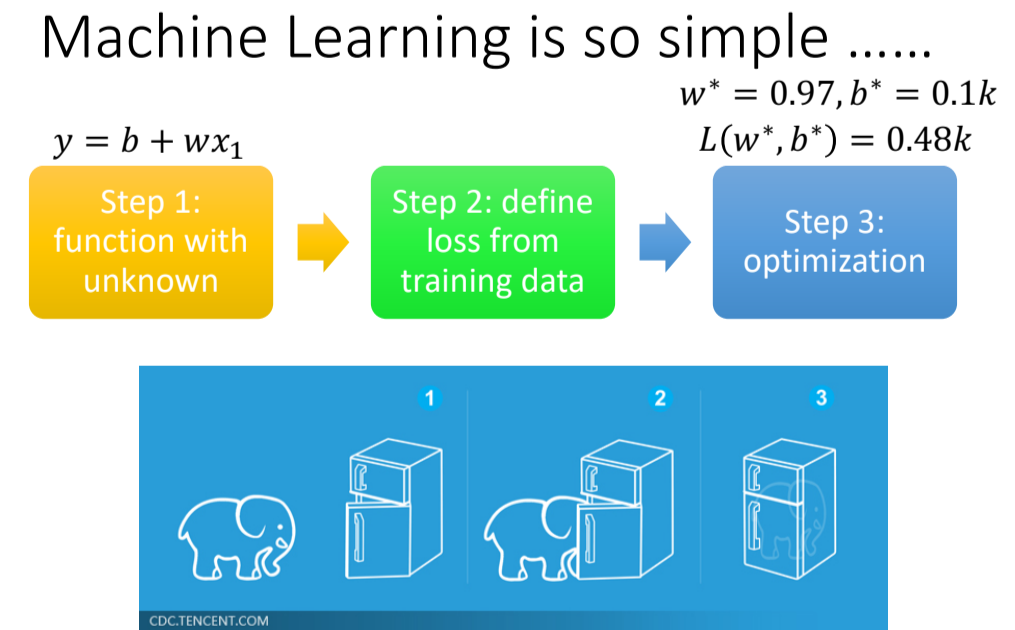 Machine Learning is so simple ……
w* = 0.97, b* = 0.1k
y = b + wx₁
L(w*, b*) = 0.48k
Step 1:
function with
unknown
Step 2: define
loss from
training data
Step 3:
optimization
1
2
3
CDC.TENCENT.COM